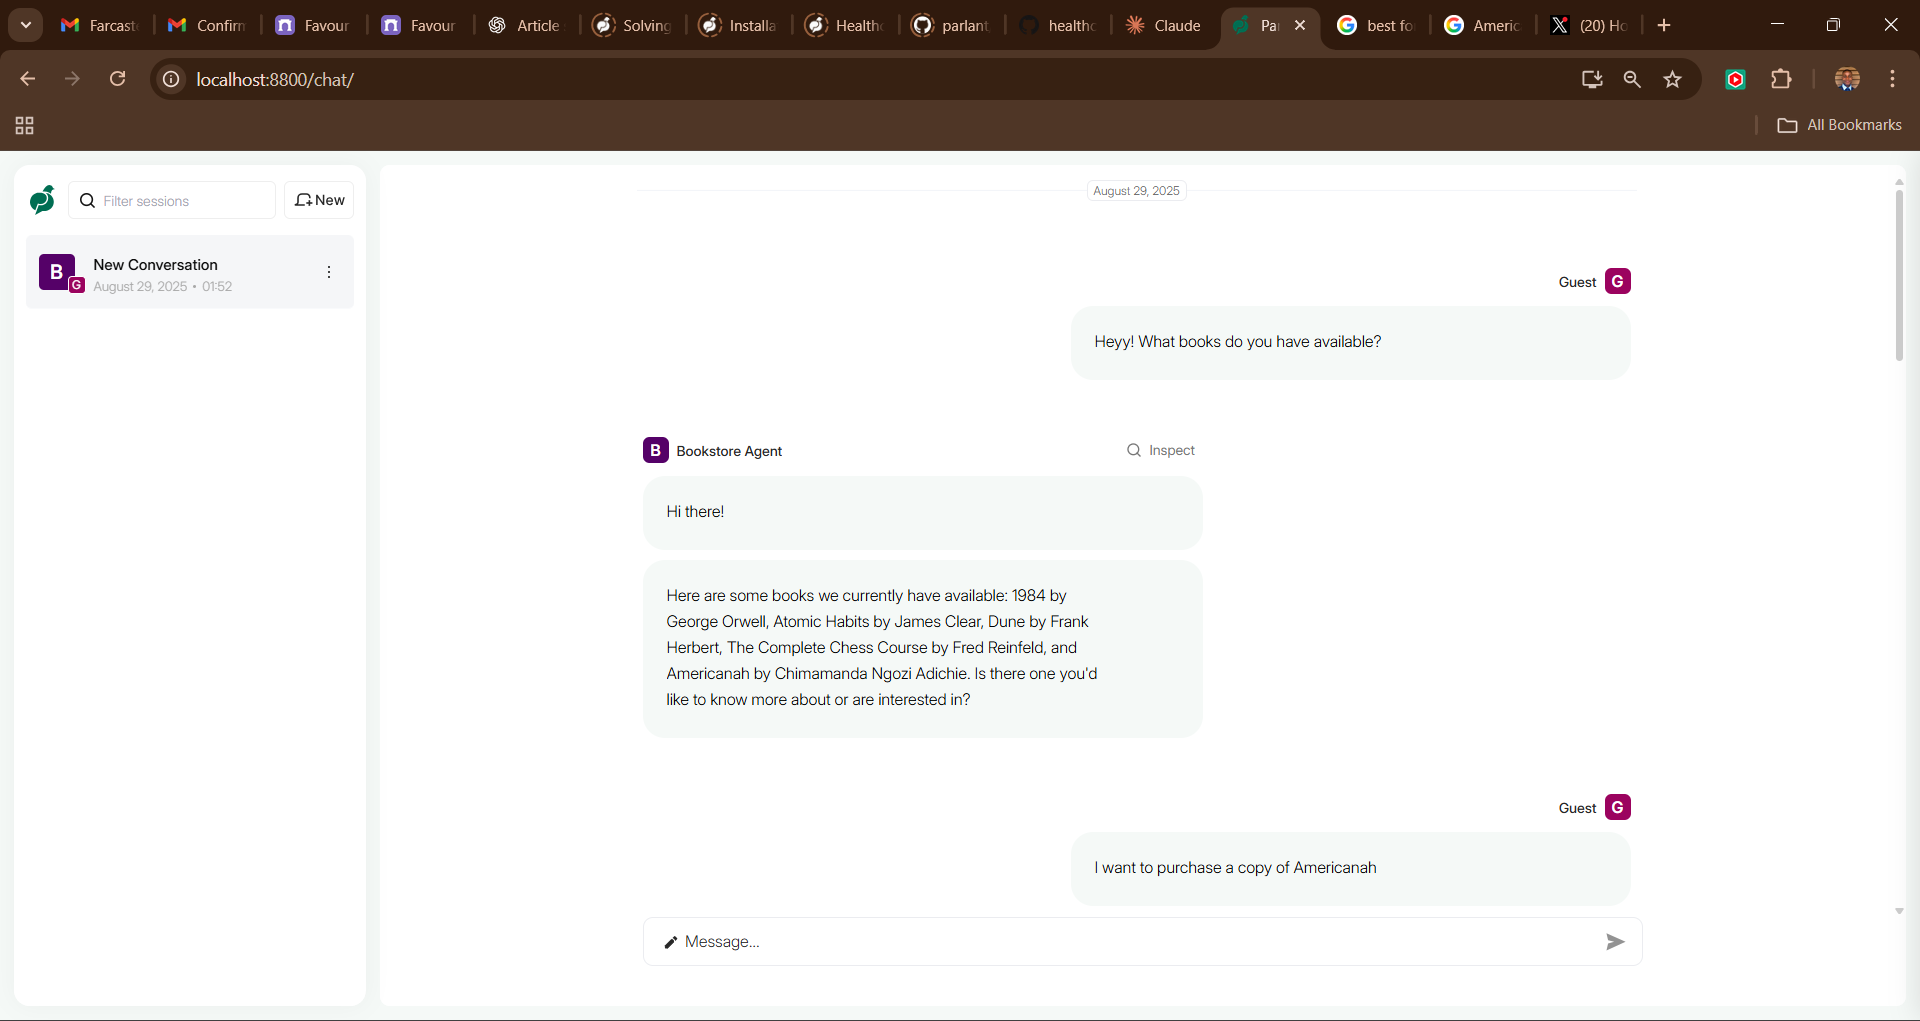 Farcast
Confirm
Favour
Favour
Article
Solving
Installa
Healthc
parlant
healthc
Claude
Pa
best fo
Americ
(20) Ho
localhost:8800/chat/
All Bookmarks
Filter sessions
New
B
G
New Conversation
August 29, 2025 • 01:52
August 29, 2025
Guest G
Heyy! What books do you have available?
B Bookstore Agent
Inspect
Hi there!
Here are some books we currently have available: 1984 by
George Orwell, Atomic Habits by James Clear, Dune by Frank
Herbert, The Complete Chess Course by Fred Reinfeld, and
Americanah by Chimamanda Ngozi Adichie. Is there one you'd
like to know more about or are interested in?
Guest G
I want to purchase a copy of Americanah
Message...